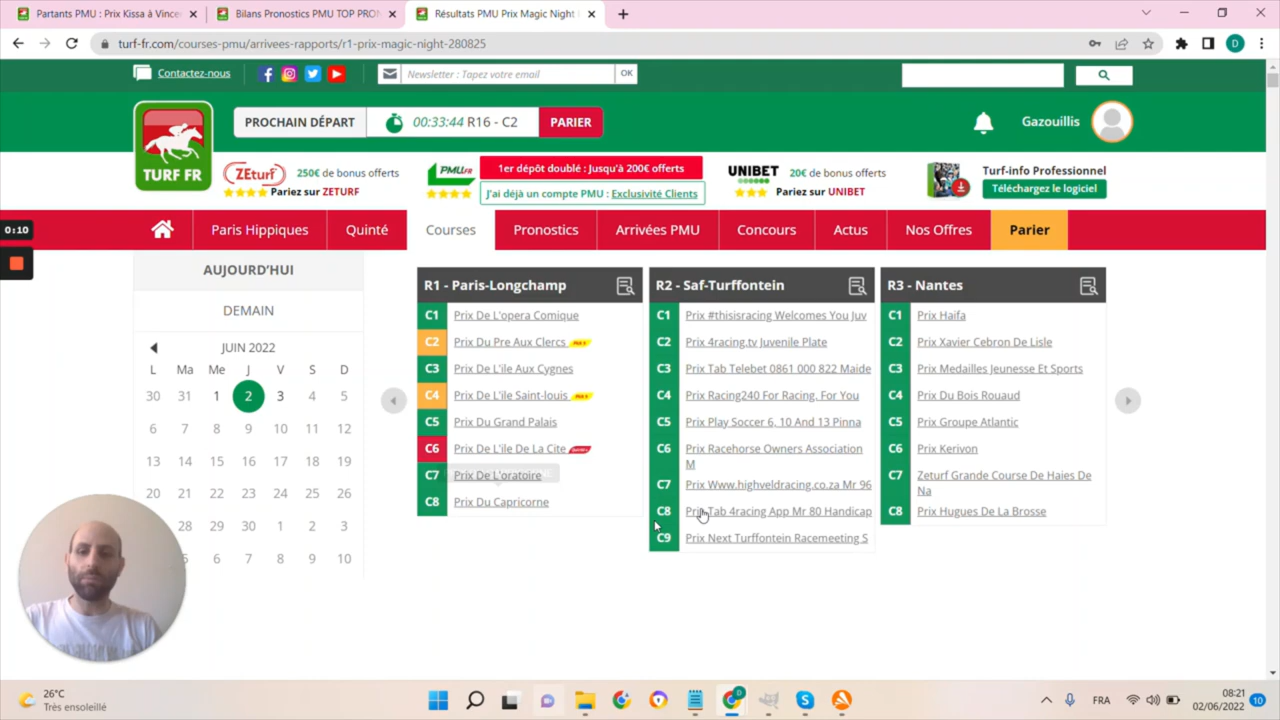 Partants PMU : Prix Kissa à Vince
Bilans Pronostics PMU TOP PRON
Résultats PMU Prix Magic Night
turf-fr.com/courses-pmu/arrivees-rapports/r1-prix-magic-night-280825
D
Contactez-nous
Newsletter : Tapez votre email
OK
TURF FR
PROCHAIN DÉPART
00:33:44 R16 - C2
PARIER
Gazouillis
ZEturf
250€ de bonus offerts
Pariez sur ZETURF
PMU.FR
1er dépôt doublé : Jusqu'à 200€ offerts
J'ai déjà un compte PMU : Exclusivité Clients
UNIBET
20€ de bonus offerts
Pariez sur UNIBET
Turf-info Professionnel
Téléchargez le logiciel
0:10
Paris Hippiques
Quinté
Courses
Pronostics
Arrivées PMU
Concours
Actus
Nos Offres
Parier
AUJOURD'HUI
DEMAIN
JUIN 2022
L Ma Me J V S D
30 31 1 2 3 4 5
6 7 8 9 10 11 12
13 14 15 16 17 18 19
20 21 22 23 24 25 26
28 29 30 1 2 3
6 7 8 9 10
R1 - Paris-Longchamp
C1 Prix De L'opera Comique
C2 Prix Du Pre Aux Clercs
C3 Prix De L'ile Aux Cygnes
C4 Prix De L'ile Saint-louis
C5 Prix Du Grand Palais
C6 Prix De L'ile De La Cite
C7 Prix De L'oratoire
C8 Prix Du Capricorne
R2 - Saf-Turffontein
C1 Prix #thisisracing Welcomes You Juv
C2 Prix 4racing.tv Juvenile Plate
C3 Prix Tab Telebet 0861 000 822 Maide
C4 Prix Racing240 For Racing, For You
C5 Prix Play Soccer 6, 10 And 13 Pinna
C6 Prix Racehorse Owners Association
M
C7 Prix Www.highveldracing.co.za Mr 96
C8 Prix Tab 4racing App Mr 80 Handicap
C9 Prix Next Turffontein Racemeeting S
R3 - Nantes
C1 Prix Haifa
C2 Prix Xavier Cebron De Lisle
C3 Prix Medailles Jeunesse Et Sports
C4 Prix Du Bois Rouaud
C5 Prix Groupe Atlantic
C6 Prix Kerivon
C7 Zeturf Grande Course De Haies De
Na
C8 Prix Hugues De La Brosse
26°C
Très ensoleillé
D
FRA
08:21
02/06/2022
10